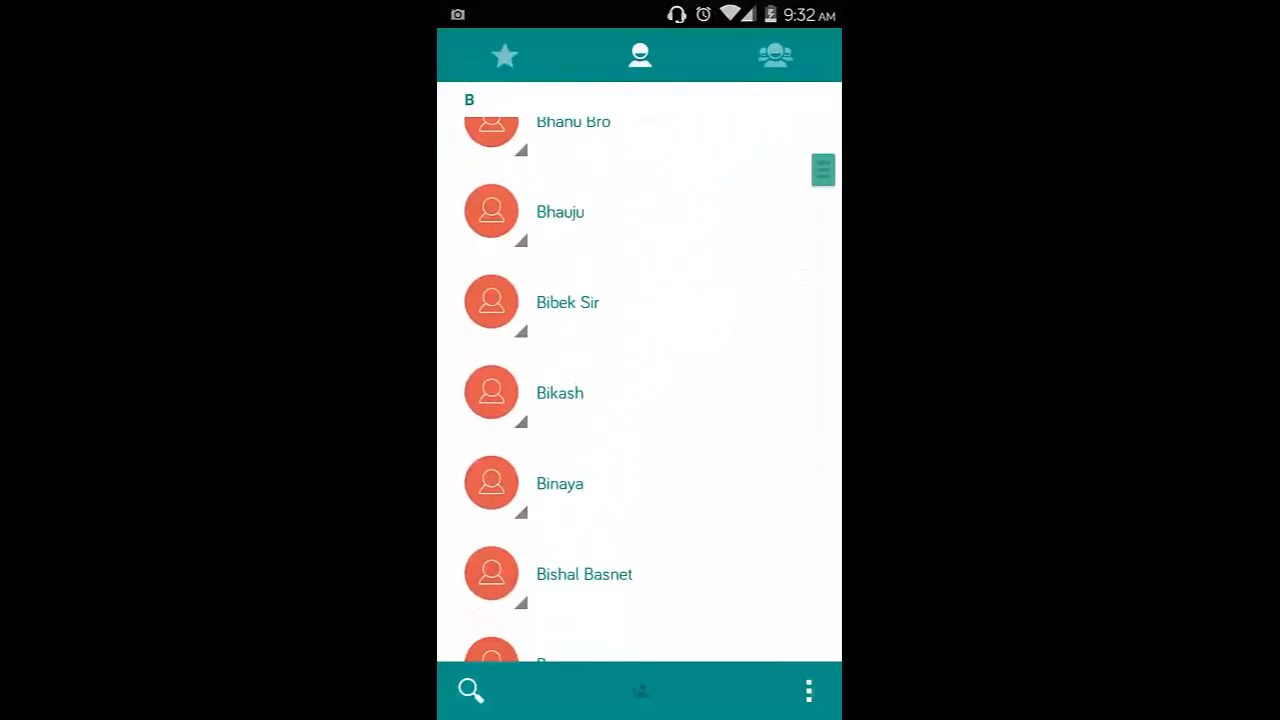 9:32 AM
B
Bhanu Bro
Bhauju
Bibek Sir
Bikash
Binaya
Bishal Basnet